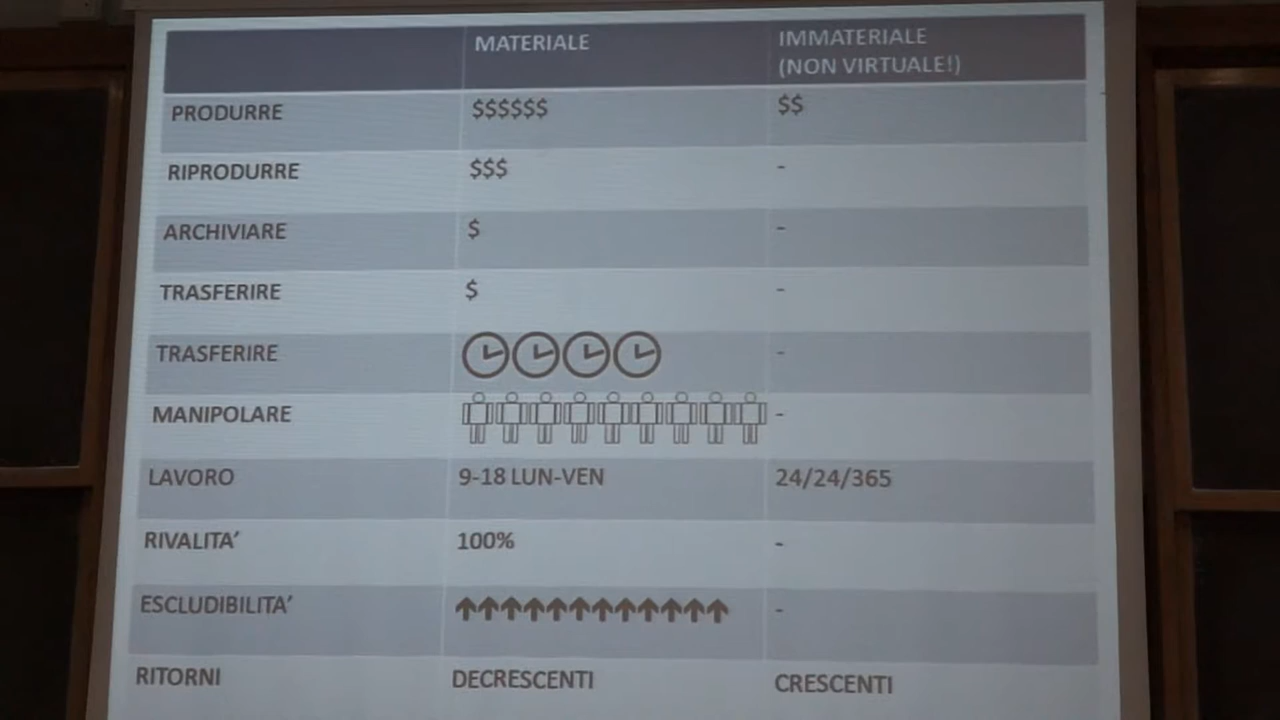 MATERIALE IMMATERIALE
(NON VIRTUALE!)
PRODURRE $$$$$$ $$
RIPRODURRE $$$ -
ARCHIVIARE $ -
TRASFERIRE $ -
TRASFERIRE -
MANIPOLARE -
LAVORO 9-18 LUN-VEN 24/24/365
RIVALITA’ 100% -
ESCLUDIBILITA’ -
RITORNI DECRESCENTI CRESCENTI